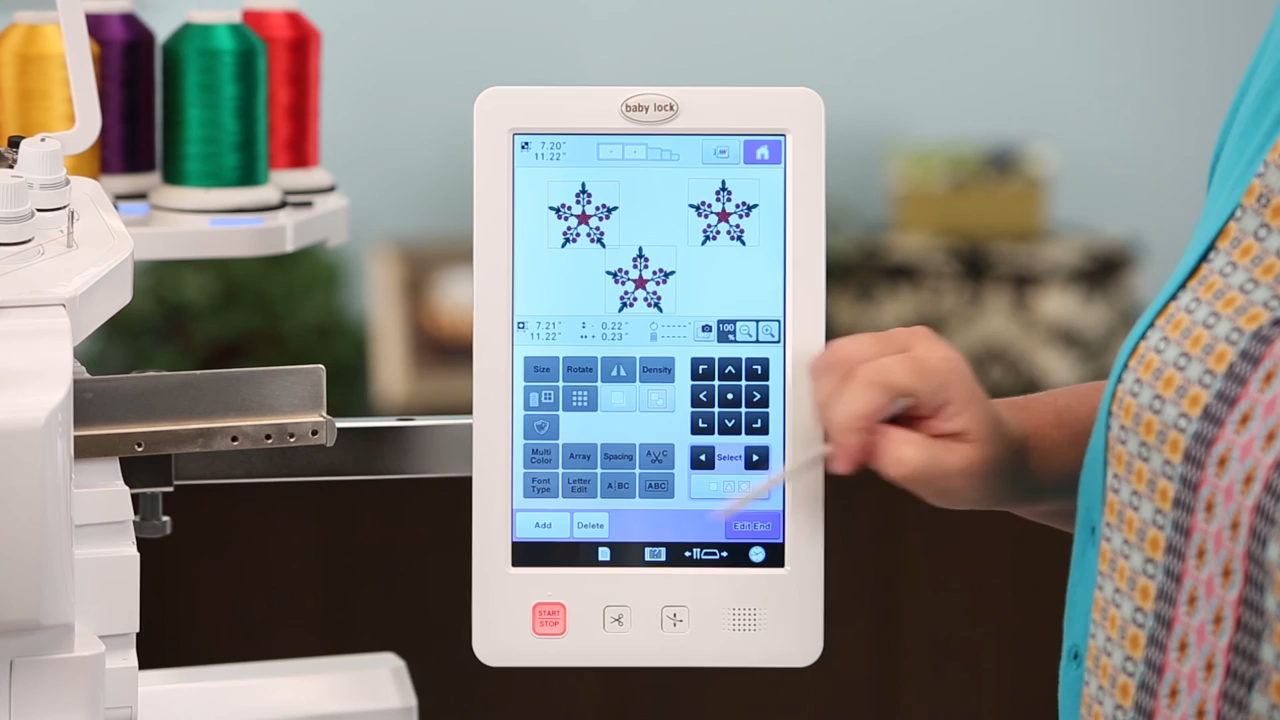 baby lock
7.20"
11.22"
7.21"
11.22"
0.22"
0.23"
100
%
Size
Rotate
Density
Multi
Color
Array
Spacing
A C
Select
Font
Type
Letter
Edit
A BC
ABC
Add
Delete
Edit End
START
STOP